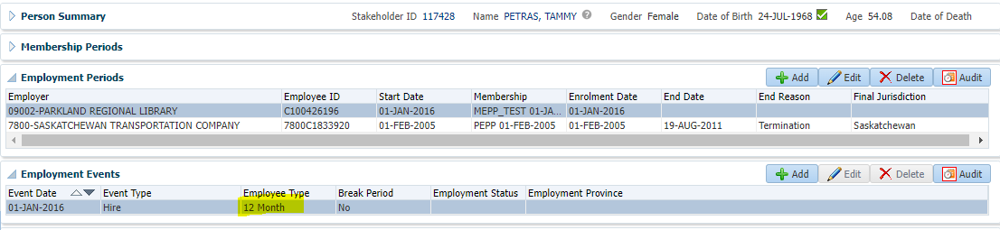 Person Summary Stakeholder ID 117428 Name PETRAS, TAMMY Gender Female Date of Birth 24-JUL-1968 Age 54.08 Date of Death
Membership Periods
Employment Periods Add Edit Delete Audit
Employer Employee ID Start Date Membership Enrolment Date End Date End Reason Final Jurisdiction
09002-PARKLAND REGIONAL LIBRARY C100426196 01-JAN-2016 MEPP_TEST 01-JA... 01-JAN-2016
7800-SASKATCHEWAN TRANSPORTATION COMPANY 7800C1833920 01-FEB-2005 PEPP 01-FEB-2005 01-FEB-2005 19-AUG-2011 Termination Saskatchewan
Employment Events Add Edit Delete Audit
Event Date Event Type Employee Type Break Period Employment Status Employment Province
01-JAN-2016 Hire 12 Month No